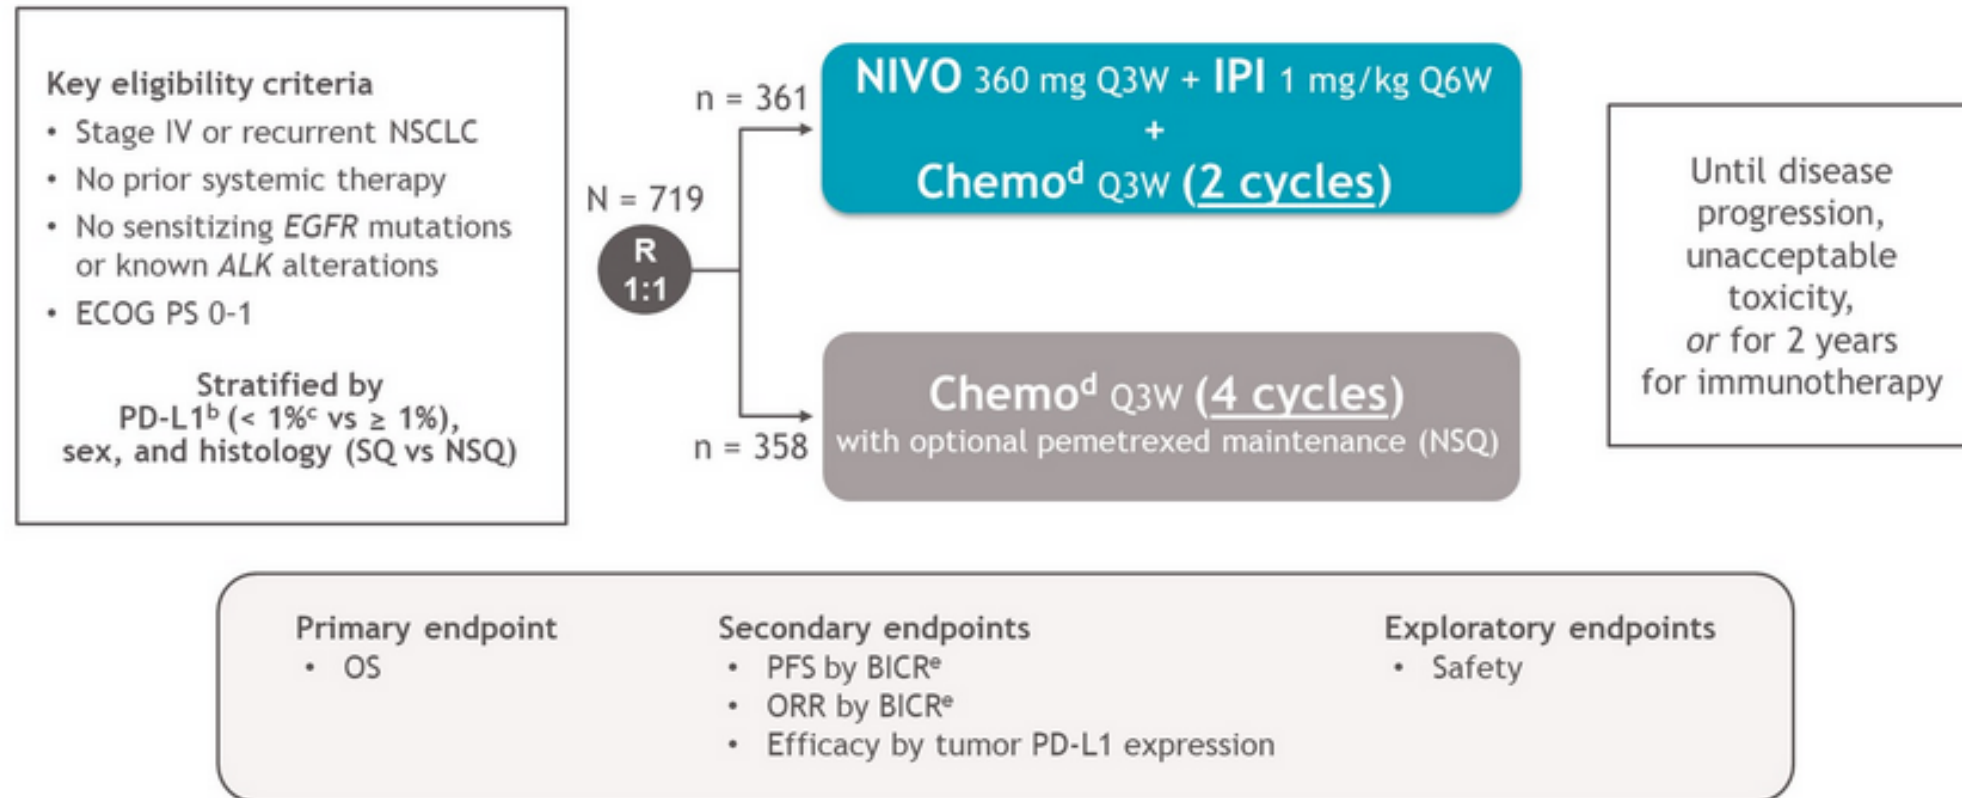 Key eligibility criteria
• Stage IV or recurrent NSCLC
• No prior systemic therapy
• No sensitizing EGFR mutations
or known ALK alterations
• ECOG PS 0-1
Stratified by
PD-L1ᵇ (< 1%ᶜ vs ≥ 1%),
sex, and histology (SQ vs NSQ)
N = 719
R
1:1
n = 361
NIVO 360 mg Q3W + IPI 1 mg/kg Q6W
+
Chemoᵈ Q3W (2 cycles)
n = 358
Chemoᵈ Q3W (4 cycles)
with optional pemetrexed maintenance (NSQ)
Until disease
progression,
unacceptable
toxicity,
or for 2 years
for immunotherapy
Primary endpoint
• OS
Secondary endpoints
• PFS by BICRᵉ
• ORR by BICRᵉ
• Efficacy by tumor PD-L1 expression
Exploratory endpoints
• Safety